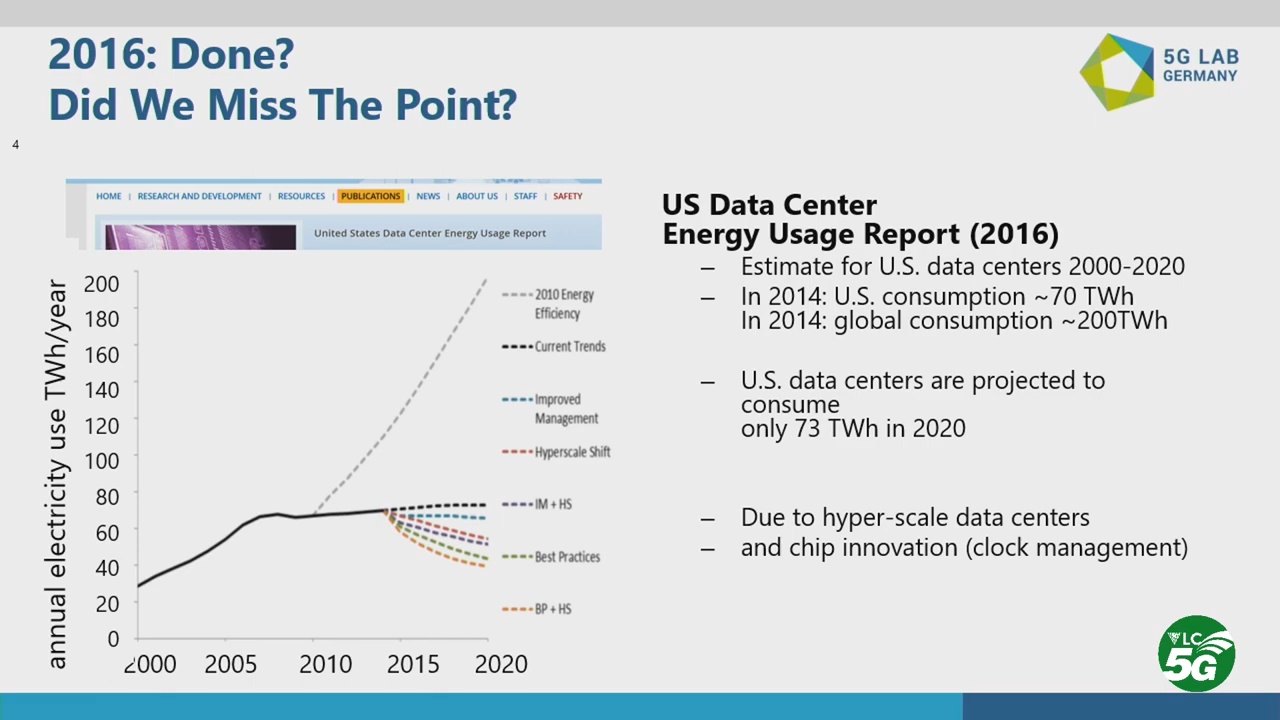 2016: Done?
Did We Miss The Point?
5G LAB
GERMANY
4
HOME | RESEARCH AND DEVELOPMENT | RESOURCES | PUBLICATIONS | NEWS | ABOUT US | STAFF | SAFETY
United States Data Center Energy Usage Report
annual electricity use TWh/year
200
180
160
140
120
100
80
60
40
20
0
2000 2005 2010 2015 2020
2010 Energy
Efficiency
Current Trends
Improved
Management
Hyperscale Shift
IM + HS
Best Practices
BP + HS
US Data Center
Energy Usage Report (2016)
– Estimate for U.S. data centers 2000-2020
– In 2014: U.S. consumption ~70 TWh
In 2014: global consumption ~200TWh
– U.S. data centers are projected to
consume
only 73 TWh in 2020
– Due to hyper-scale data centers
– and chip innovation (clock management)
VLC
5G